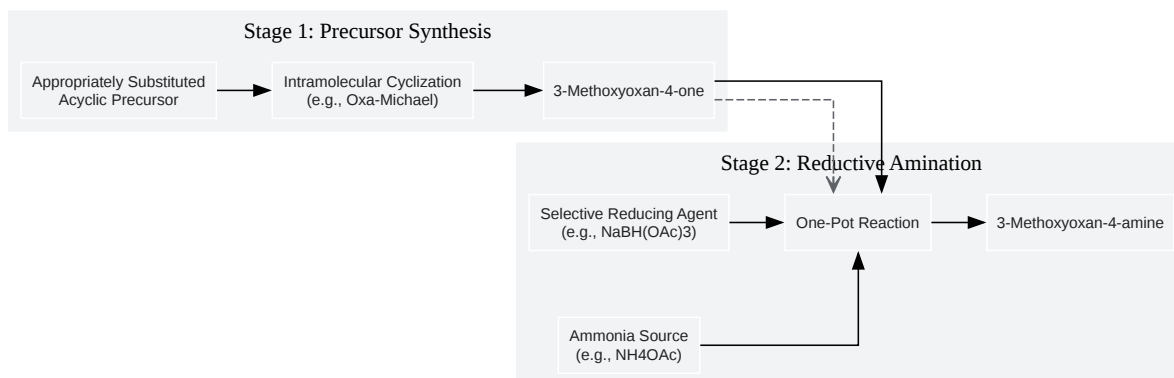 Stage 1: Precursor Synthesis
Appropriately Substituted
Acyclic Precursor
Intramolecular Cyclization
(e.g., Oxa-Michael)
3-Methoxyoxan-4-one
Stage 2: Reductive Amination
Selective Reducing Agent
(e.g., NaBH(OAc)3)
One-Pot Reaction
3-Methoxyoxan-4-amine
Ammonia Source
(e.g., NH4OAc)